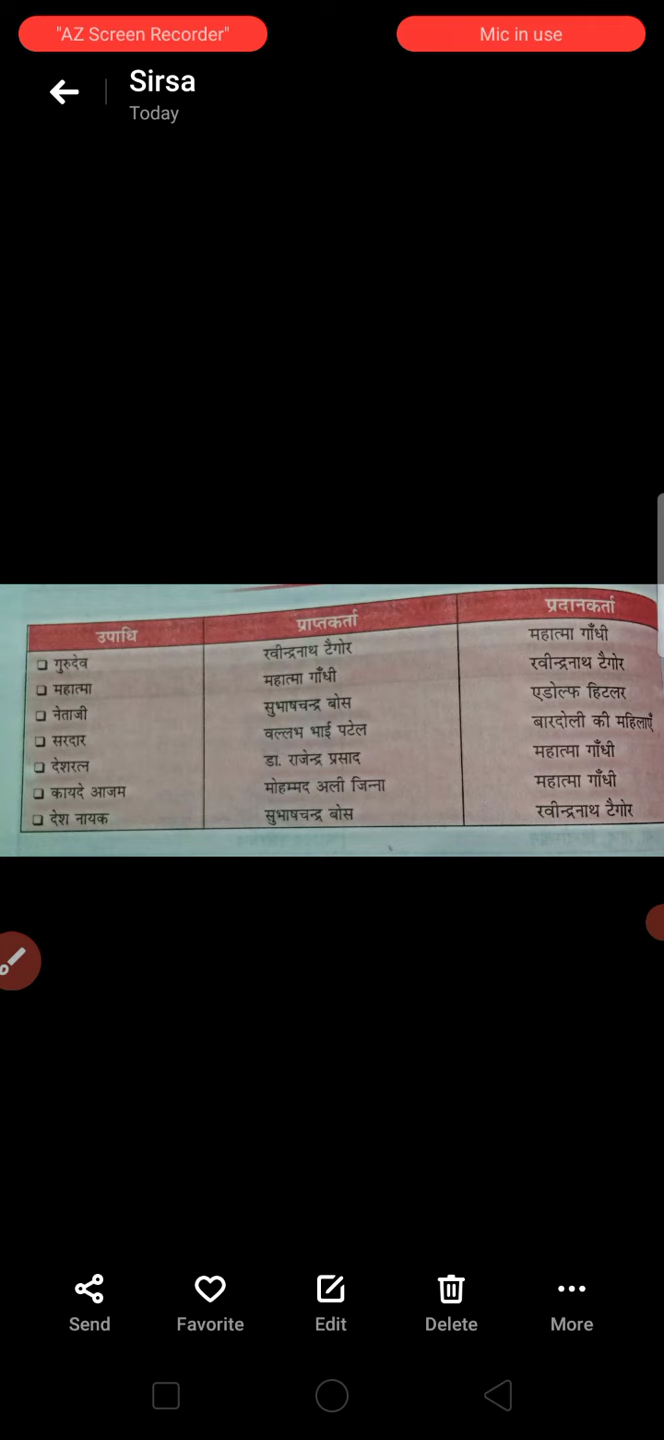 "AZ Screen Recorder" Mic in use
Sirsa
Today
उपाधि प्राप्तकर्ता प्रदानकर्ता
❑ गुरुदेव रवीन्द्रनाथ टैगोर महात्मा गाँधी
❑ महात्मा महात्मा गाँधी रवीन्द्रनाथ टैगोर
❑ नेताजी सुभाषचन्द्र बोस एडोल्फ हिटलर
❑ सरदार वल्लभ भाई पटेल बारदोली की महिलाएँ
❑ देशरत्न डा. राजेन्द्र प्रसाद महात्मा गाँधी
❑ कायदे आजम मोहम्मद अली जिन्ना महात्मा गाँधी
❑ देश नायक सुभाषचन्द्र बोस रवीन्द्रनाथ टैगोर
Send Favorite Edit Delete More